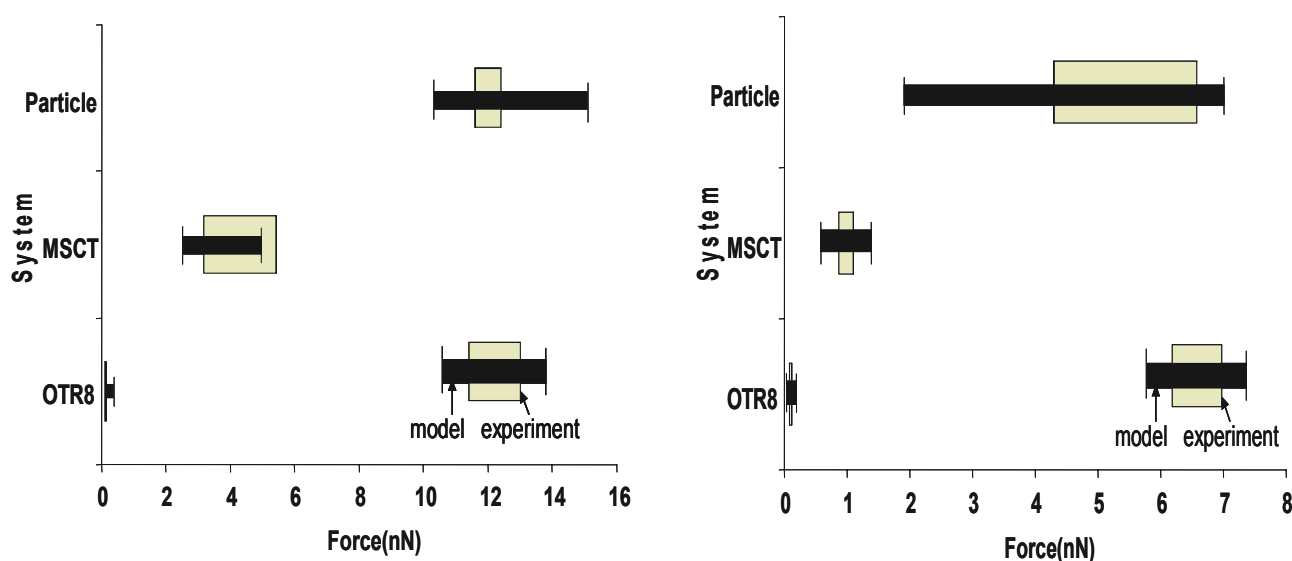 Particle
MSCT
OTR8
System
model experiment
0 2 4 6 8 10 12 14 16
Force(nN)
Particle
MSCT
OTR8
System
model experiment
0 1 2 3 4 5 6 7 8
Force(nN)